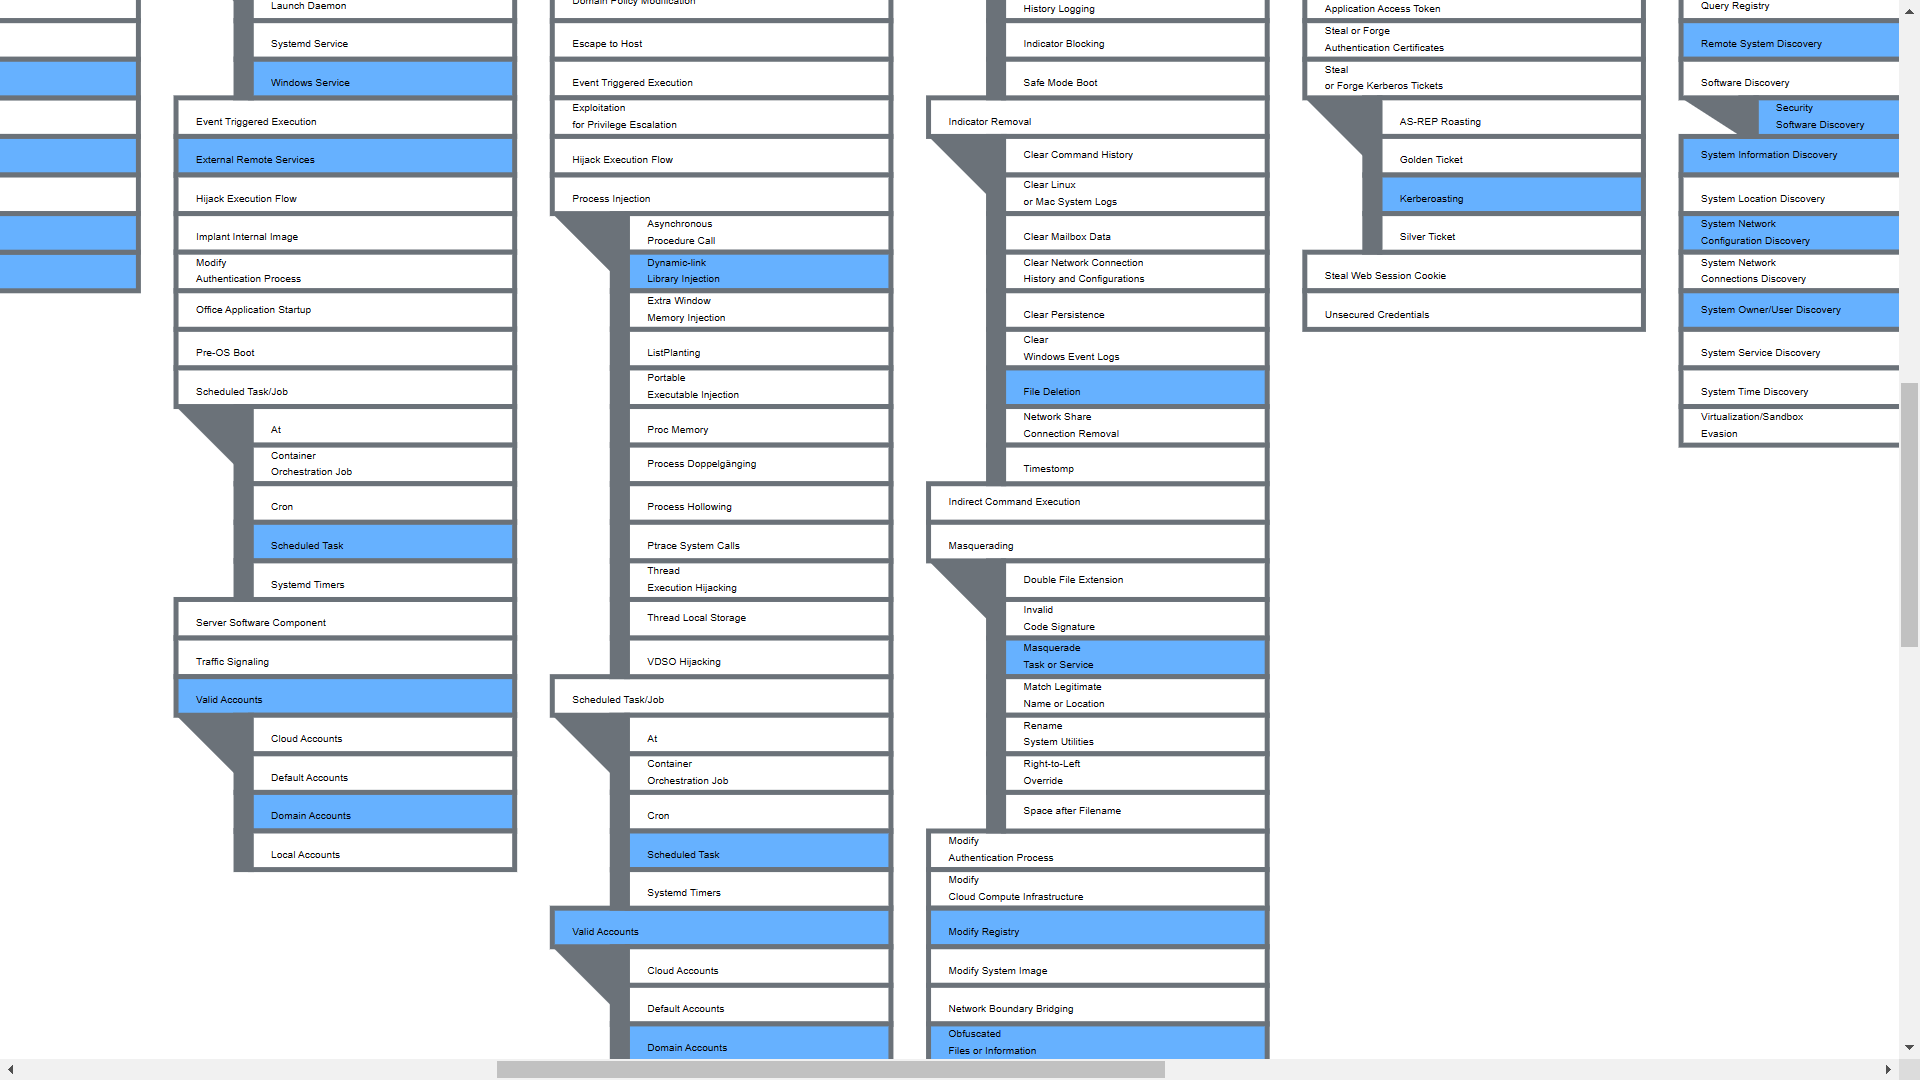 Launch Daemon
Systemd Service
Windows Service
Event Triggered Execution
External Remote Services
Hijack Execution Flow
Implant Internal Image
Modify
Authentication Process
Office Application Startup
Pre-OS Boot
Scheduled Task/Job
At
Container
Orchestration Job
Cron
Scheduled Task
Systemd Timers
Server Software Component
Traffic Signaling
Valid Accounts
Cloud Accounts
Default Accounts
Domain Accounts
Local Accounts
Domain Policy Modification
Escape to Host
Event Triggered Execution
Exploitation
for Privilege Escalation
Hijack Execution Flow
Process Injection
Asynchronous
Procedure Call
Dynamic-link
Library Injection
Extra Window
Memory Injection
ListPlanting
Portable
Executable Injection
Proc Memory
Process Doppelgänging
Process Hollowing
Ptrace System Calls
Thread
Execution Hijacking
Thread Local Storage
VDSO Hijacking
Scheduled Task/Job
At
Container
Orchestration Job
Cron
Scheduled Task
Systemd Timers
Valid Accounts
Cloud Accounts
Default Accounts
Domain Accounts
History Logging
Indicator Blocking
Safe Mode Boot
Indicator Removal
Clear Command History
Clear Linux
or Mac System Logs
Clear Mailbox Data
Clear Network Connection
History and Configurations
Clear Persistence
Clear
Windows Event Logs
File Deletion
Network Share
Connection Removal
Timestomp
Indirect Command Execution
Masquerading
Double File Extension
Invalid
Code Signature
Masquerade
Task or Service
Match Legitimate
Name or Location
Rename
System Utilities
Right-to-Left
Override
Space after Filename
Modify
Authentication Process
Modify
Cloud Compute Infrastructure
Modify Registry
Modify System Image
Network Boundary Bridging
Obfuscated
Files or Information
Application Access Token
Steal or Forge
Authentication Certificates
Steal
or Forge Kerberos Tickets
AS-REP Roasting
Golden Ticket
Kerberoasting
Silver Ticket
Steal Web Session Cookie
Unsecured Credentials
Query Registry
Remote System Discovery
Software Discovery
Security
Software Discovery
System Information Discovery
System Location Discovery
System Network
Configuration Discovery
System Network
Connections Discovery
System Owner/User Discovery
System Service Discovery
System Time Discovery
Virtualization/Sandbox
Evasion